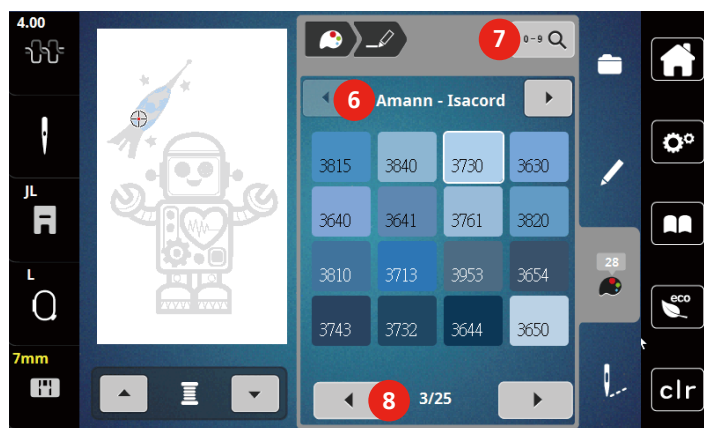 4.00
7 0-9
6 Amann - Isacord
3815 3840 3730 3630
JL
3640 3641 3761 3820
28
3810 3713 3953 3654
L
eco
3743 3732 3644 3650
7mm
8 3/25
clr